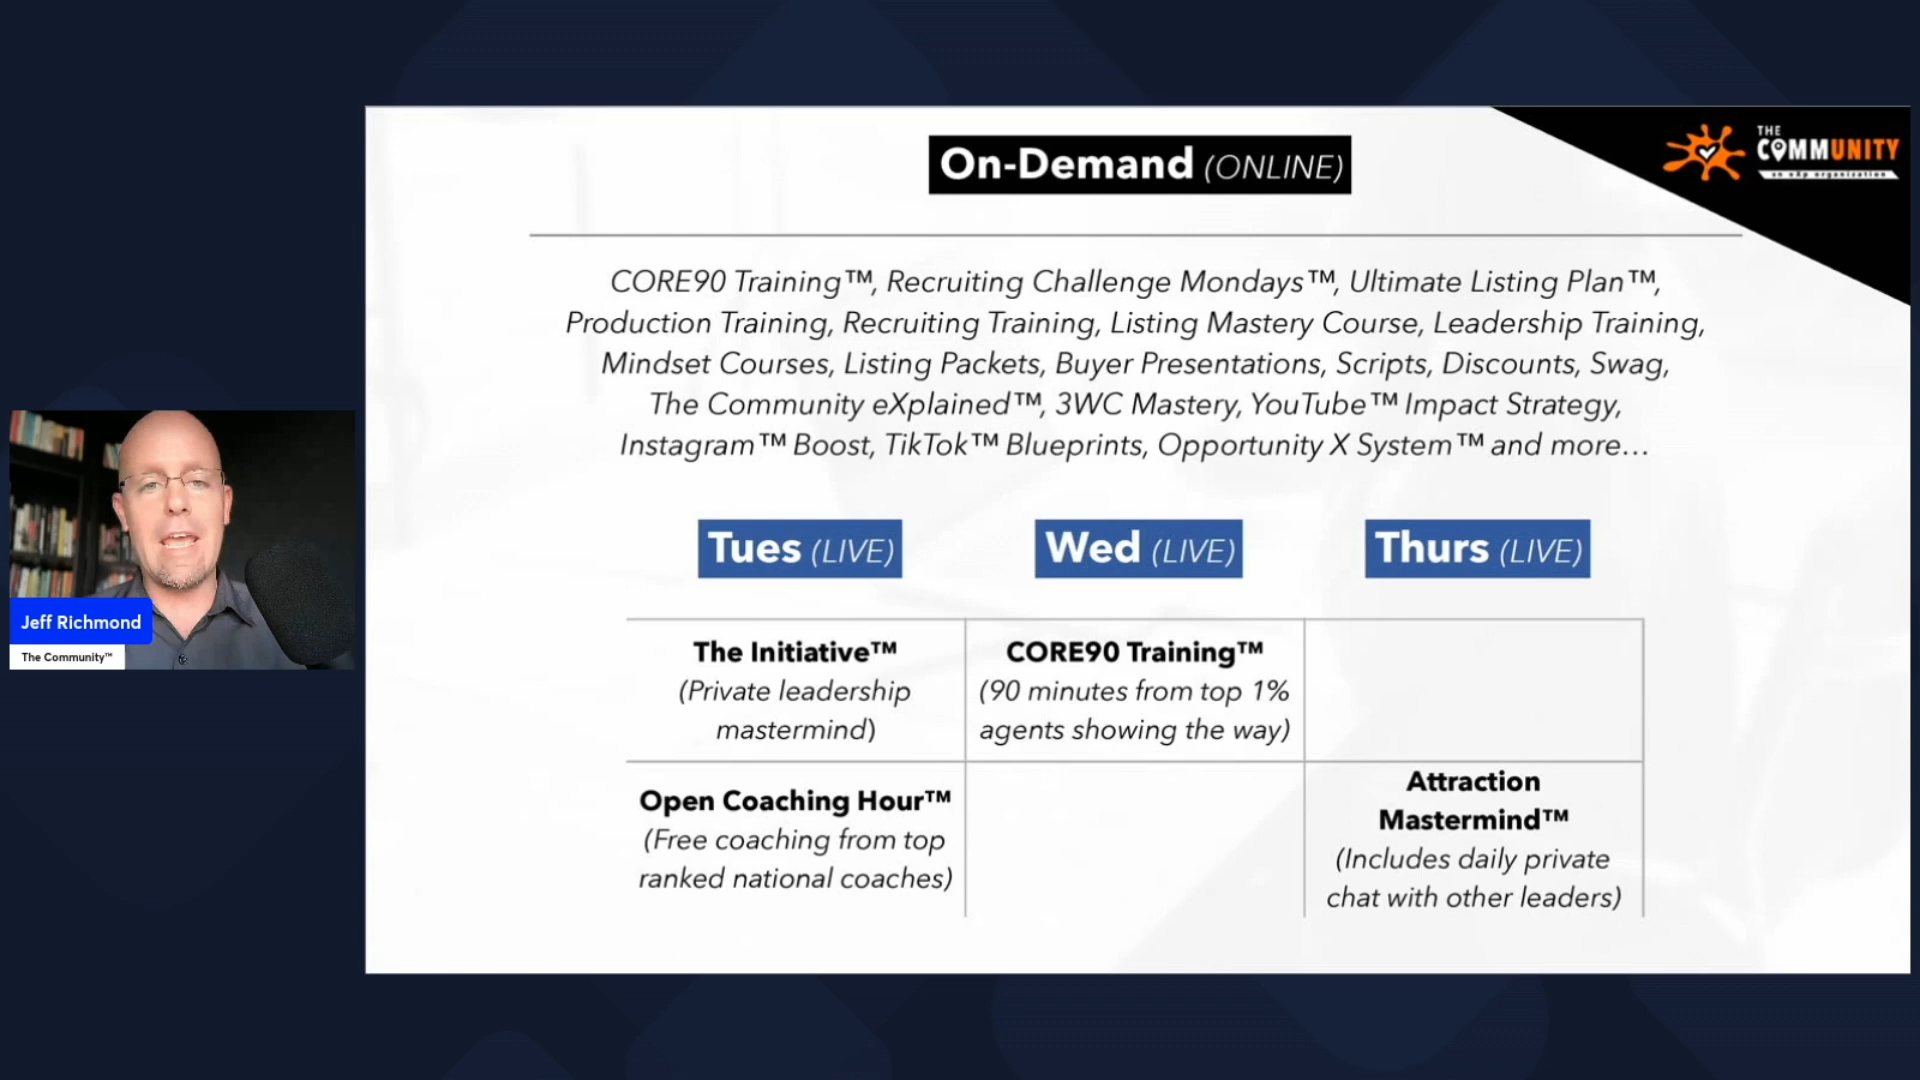 On-Demand (ONLINE)
THE
COMMUNITY
an eXp organization
CORE90 Training™, Recruiting Challenge Mondays™, Ultimate Listing Plan™,
Production Training, Recruiting Training, Listing Mastery Course, Leadership Training,
Mindset Courses, Listing Packets, Buyer Presentations, Scripts, Discounts, Swag,
The Community eXplained™, 3WC Mastery, YouTube™ Impact Strategy,
Instagram™ Boost, TikTok™ Blueprints, Opportunity X System™ and more...
Tues (LIVE)
Wed (LIVE)
Thurs (LIVE)
The Initiative™
(Private leadership
mastermind)
CORE90 Training™
(90 minutes from top 1%
agents showing the way)
Open Coaching Hour™
(Free coaching from top
ranked national coaches)
Attraction
Mastermind™
(Includes daily private
chat with other leaders)
Jeff Richmond
The Community™